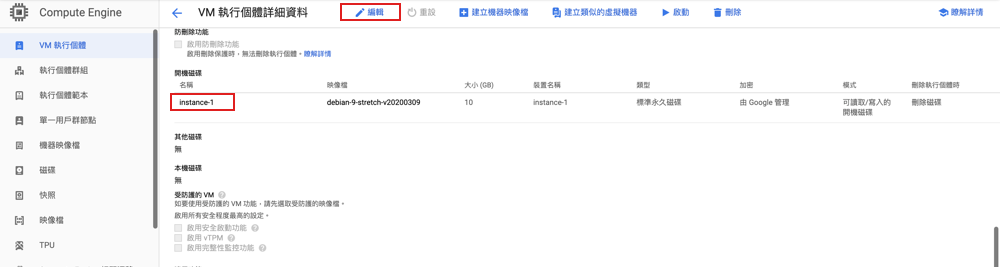 Compute Engine
VM 執行個體詳細資料
編輯
重設
建立機器映像檔
建立類似的虛擬機器
啟動
刪除
瞭解詳情
VM 執行個體
執行個體群組
執行個體範本
單一用戶群節點
機器映像檔
磁碟
快照
映像檔
TPU
防刪除功能
啟用防刪除功能
啟用刪除保護時，無法刪除執行個體。瞭解詳情
開機磁碟
名稱 映像檔 大小 (GB) 裝置名稱 類型 加密 模式 刪除執行個體時
instance-1 debian-9-stretch-v20200309 10 instance-1 標準永久磁碟 由 Google 管理 可讀取/寫入的 刪除磁碟
開機磁碟
其他磁碟
無
本機磁碟
無
受防護的 VM
如要使用受防護的 VM 功能，請先選取受防護的映像檔。
啟用所有安全程度最高的設定。
啟用安全啟動功能
啟用 vTPM
啟用完整性監控功能